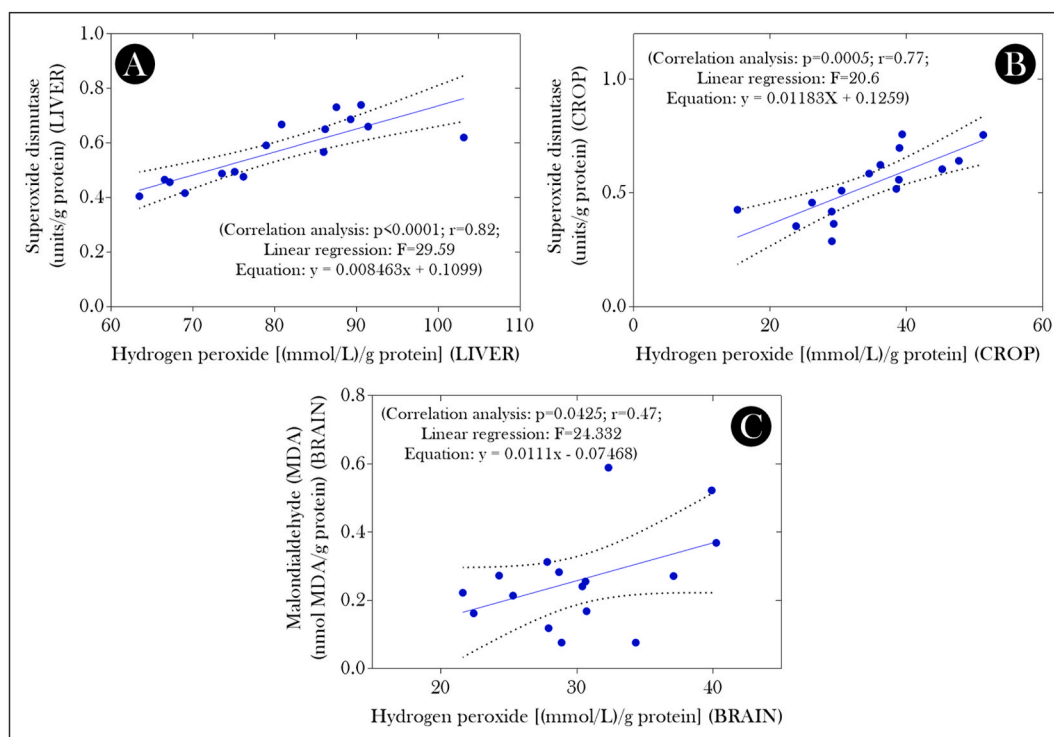 A
Superoxide dismutase
(units/g protein) (LIVER)
1.0
0.8
0.6
0.4
0.2
0.0
(Correlation analysis: p<0.0001; r=0.82;
Linear regression: F=29.59
Equation: y = 0.008463x + 0.1099)
60 70 80 90 100 110
Hydrogen peroxide [(mmol/L)/g protein] (LIVER)
B
Superoxide dismutase
(units/g protein) (CROP)
(Correlation analysis: p=0.0005; r=0.77;
Linear regression: F=20.6
Equation: y = 0.01183X + 0.1259)
1.0
0.5
0.0
0 20 40 60
Hydrogen peroxide [(mmol/L)/g protein] (CROP)
C
Malondialdehyde (MDA)
(nmol MDA/g protein) (BRAIN)
(Correlation analysis: p=0.0425; r=0.47;
Linear regression: F=24.332
Equation: y = 0.0111x - 0.07468)
0.8
0.6
0.4
0.2
0.0
20 30 40
Hydrogen peroxide [(mmol/L)/g protein] (BRAIN)